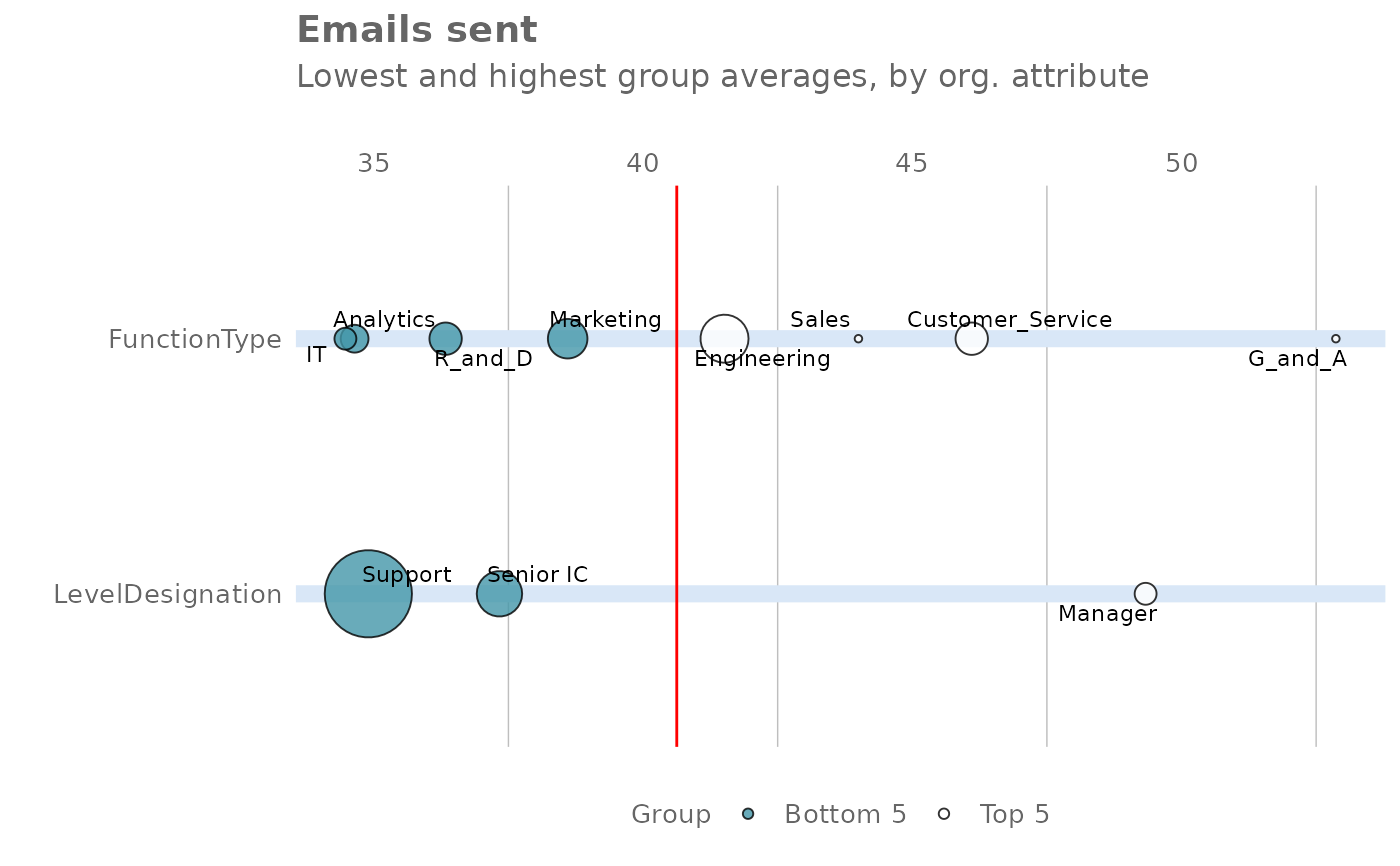 Emails sent
Lowest and highest group averages, by org. attribute
35 40 45 50
Analytics Marketing Sales Customer_Service
FunctionType
IT R_and_D Engineering G_and_A
Support Senior IC
LevelDesignation
Manager
Group Bottom 5 Top 5